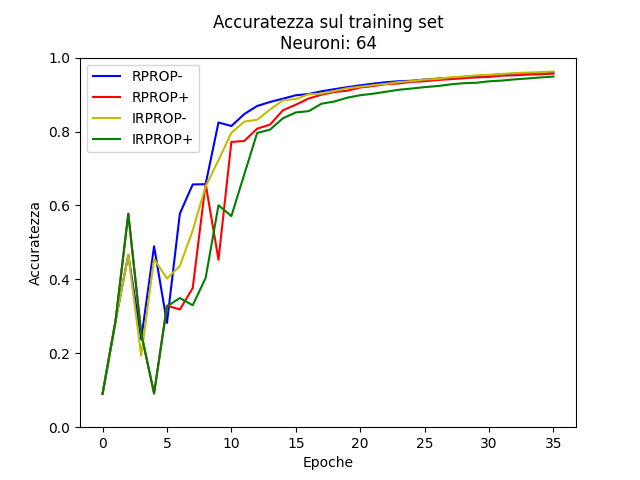 Accuratezza sul training set
Neuroni: 64
RPROP-
RPROP+
IRPROP-
IRPROP+
Accuratezza
1.0
0.8
0.6
0.4
0.2
0.0
0 5 10 15 20 25 30 35
Epoche